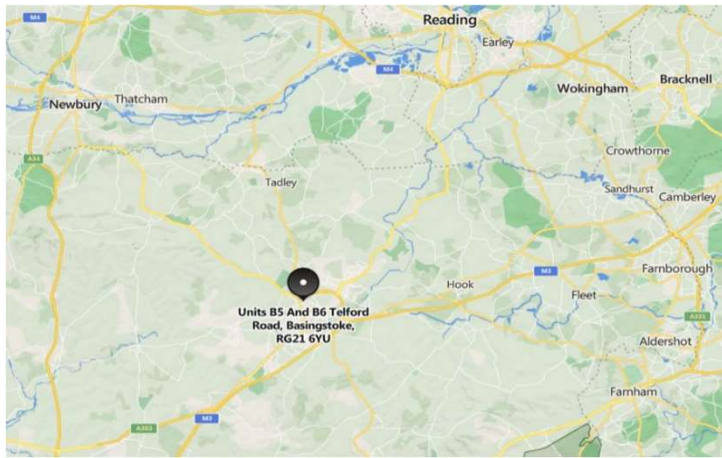 M4
Reading
Earley
M4
Wokingham
Bracknell
Newbury
Thatcham
Crowthorne
A34
Tadley
Sandhurst
Camberley
M3
Farnborough
Hook
Fleet
Units B5 And B6 Telford
Road, Basingstoke,
RG21 6YU
A331
Aldershot
Farnham
M3
A303